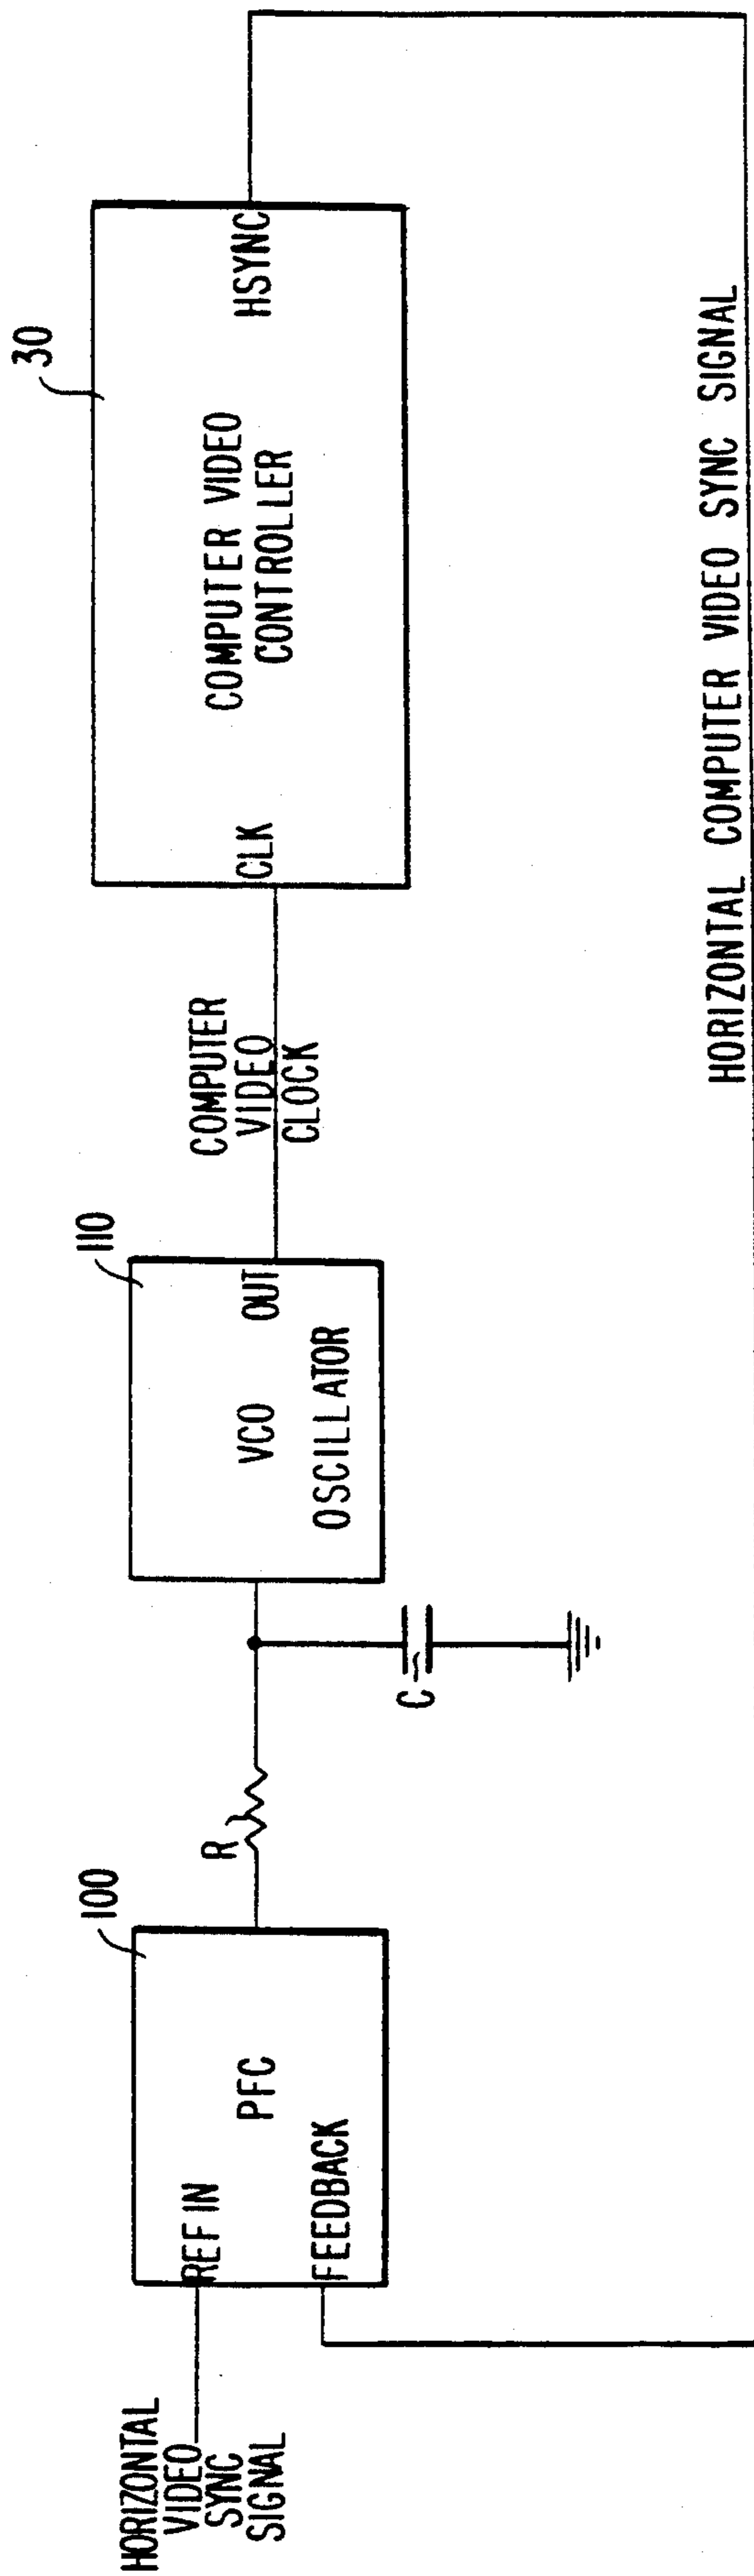 HORIZONTAL
VIDEO
SYNC
SIGNAL
REF IN
FEEDBACK
PFC
100
R
C
110
VCO
OUT
OSCILLATOR
COMPUTER
VIDEO
CLOCK
30
CLK
COMPUTER VIDEO
CONTROLLER
HSYNC
HORIZONTAL COMPUTER VIDEO SYNC SIGNAL